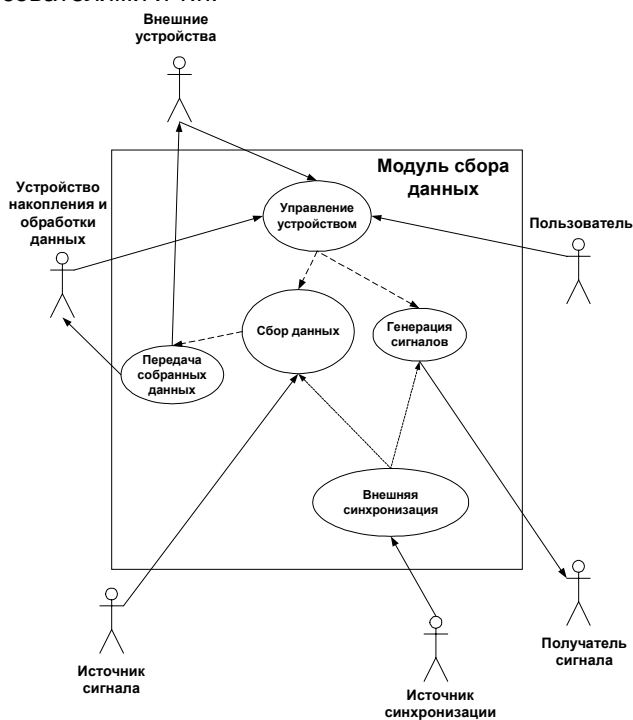 Внешние
устройства
Модуль сбора
данных
Устройство
накопления и
обработки
данных
Управление
устройством
Пользователь
Сбор данных
Генерация
сигналов
Передача
собранных
данных
Внешняя
синхронизация
Источник
сигнала
Источник
синхронизации
Получатель
сигнала